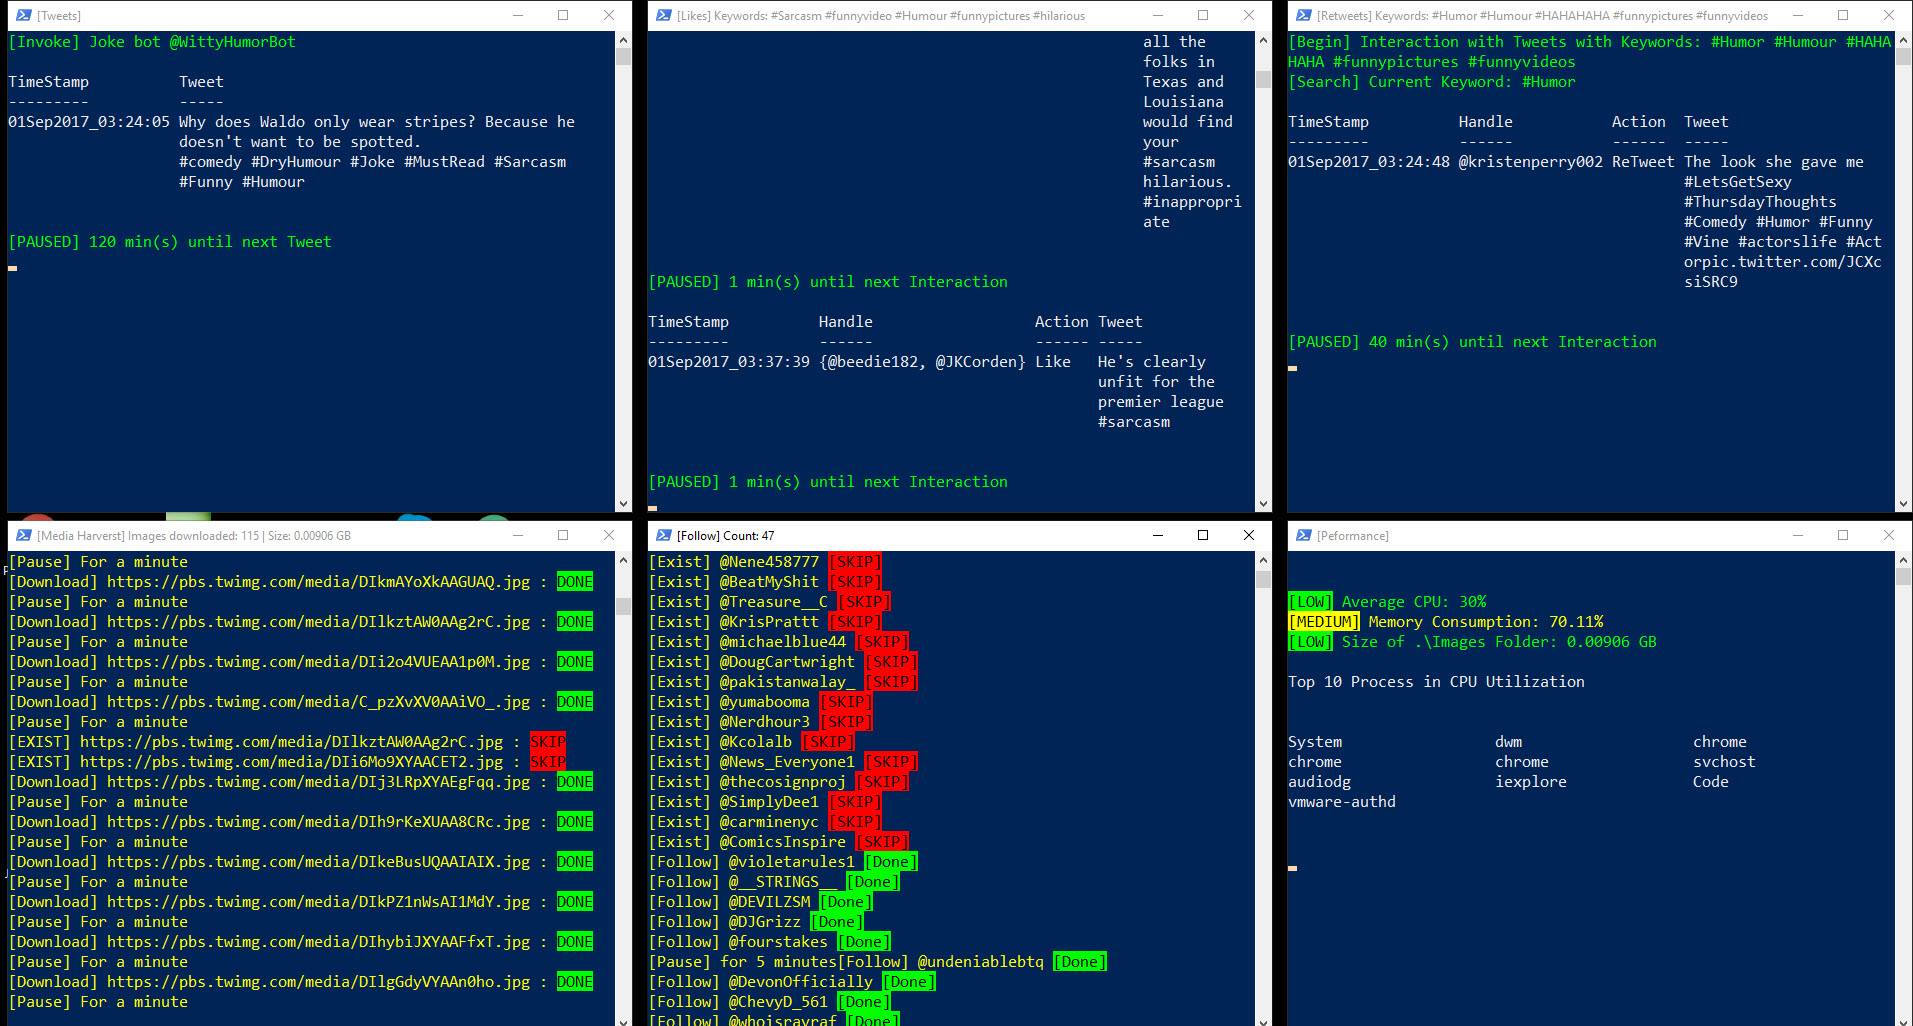 [Tweets]
[Invoke] Joke bot @WittyHumorBot
TimeStamp Tweet
--------- -----
01Sep2017_03:24:05 Why does Waldo only wear stripes? Because he
doesn't want to be spotted.
#comedy #DryHumour #Joke #MustRead #Sarcasm
#Funny #Humour
[PAUSED] 120 min(s) until next Tweet
[Likes] Keywords: #Sarcasm #funnyvideo #Humour #funnypictures #hilarious
all the
folks in
Texas and
Louisiana
would find
your
#sarcasm
hilarious.
#inappropri
ate
[PAUSED] 1 min(s) until next Interaction
TimeStamp Handle Action Tweet
--------- ------ ------ -----
01Sep2017_03:37:39 {@beedie182, @JKCorden} Like He's clearly
unfit for the
premier league
#sarcasm
[PAUSED] 1 min(s) until next Interaction
[Retweets] Keywords: #Humor #Humour #HAHAHAHA #funnypictures #funnyvideos
[Begin] Interaction with Tweets with Keywords: #Humor #Humour #HAHA
HAHA #funnypictures #funnyvideos
[Search] Current Keyword: #Humor
TimeStamp Handle Action Tweet
--------- ------ ------ -----
01Sep2017_03:24:48 @kristenperry002 ReTweet The look she gave me
#LetsGetSexy
#ThursdayThoughts
#Comedy #Humor #Funny
#Vine #actorslife #Act
orpic.twitter.com/JCXc
siSRC9
[PAUSED] 40 min(s) until next Interaction
[Media Harverst] Images downloaded: 115 | Size: 0.00906 GB
[Pause] For a minute
[Download] https://pbs.twimg.com/media/DIkmAYoXkAAGUAQ.jpg : DONE
[Pause] For a minute
[Download] https://pbs.twimg.com/media/DIlkztAW0AAg2rC.jpg : DONE
[Pause] For a minute
[Download] https://pbs.twimg.com/media/DIi2o4VUEAA1p0M.jpg : DONE
[Pause] For a minute
[Download] https://pbs.twimg.com/media/C_pzXvXV0AAiVO_.jpg : DONE
[Pause] For a minute
[EXIST] https://pbs.twimg.com/media/DIlkztAW0AAg2rC.jpg : SKIP
[EXIST] https://pbs.twimg.com/media/DIi6Mo9XYAACET2.jpg : SKIP
[Download] https://pbs.twimg.com/media/DIj3LRpXYAEgFqq.jpg : DONE
[Pause] For a minute
[Download] https://pbs.twimg.com/media/DIh9rKeXUAA8CRc.jpg : DONE
[Pause] For a minute
[Download] https://pbs.twimg.com/media/DIkeBusUQAAIAIX.jpg : DONE
[Pause] For a minute
[Download] https://pbs.twimg.com/media/DIkPZ1nWsAI1MdY.jpg : DONE
[Pause] For a minute
[Download] https://pbs.twimg.com/media/DIhybiJXYAAFfxT.jpg : DONE
[Pause] For a minute
[Download] https://pbs.twimg.com/media/DIlgGdyVYAAn0ho.jpg : DONE
[Pause] For a minute
[Follow] Count: 47
[Exist] @Nene458777 [SKIP]
[Exist] @BeatMyShit [SKIP]
[Exist] @Treasure__C [SKIP]
[Exist] @KrisPrattt [SKIP]
[Exist] @michaelblue44 [SKIP]
[Exist] @DougCartwright [SKIP]
[Exist] @pakistanwalay_ [SKIP]
[Exist] @yumabooma [SKIP]
[Exist] @Nerdhour3 [SKIP]
[Exist] @Kcolalb [SKIP]
[Exist] @News_Everyone1 [SKIP]
[Exist] @thecosignproj [SKIP]
[Exist] @SimplyDee1 [SKIP]
[Exist] @carminenyc [SKIP]
[Exist] @ComicsInspire [SKIP]
[Follow] @violetarules1 [Done]
[Follow] @__STRINGS__ [Done]
[Follow] @DEVILZSM [Done]
[Follow] @DJGrizz [Done]
[Follow] @fourstakes [Done]
[Pause] for 5 minutes[Follow] @undeniablebtq [Done]
[Follow] @DevonOfficially [Done]
[Follow] @ChevyD_561 [Done]
[Follow] @whoisrayraf [Done]
[Peformance]
[LOW] Average CPU: 30%
[MEDIUM] Memory Consumption: 70.11%
[LOW] Size of .\Images Folder: 0.00906 GB
Top 10 Process in CPU Utilization
System dwm chrome
chrome chrome svchost
audiodg iexplore Code
vmware-authd